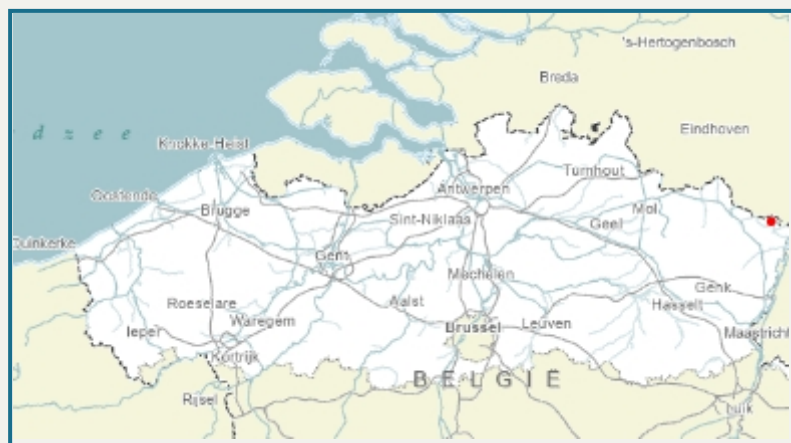 's-Hertogenbosch
Breda
d z e e
Eindhoven
Knokke-Heist
Turnhout
Oostende
Antwerpen
Mol
Brugge
Sint-Niklaas
Geel
Duinkerke
Gent
Mechelen
Genk
Roeselare
Aalst
Hasselt
Ieper
Waregem
Brussel
Leuven
Maastricht
Kortrijk
BELGIË
Rijsel
Luik